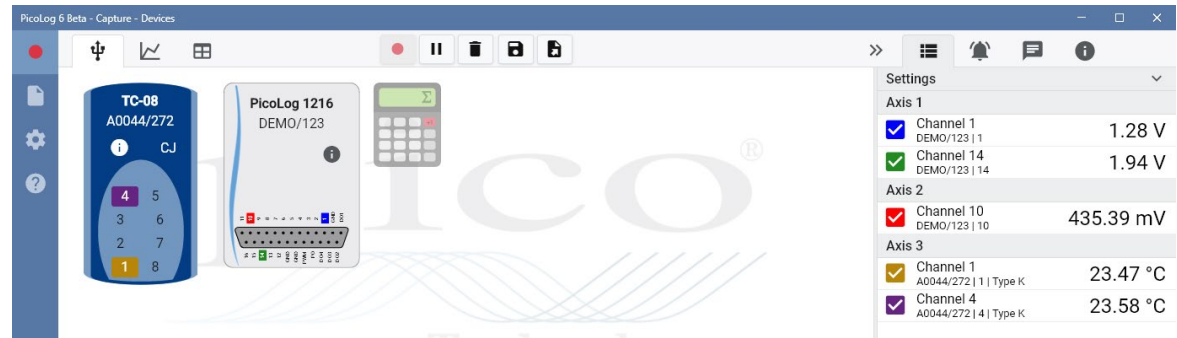 PicoLog 6 Beta - Capture - Devices
TC-08
A0044/272
i CJ
4 5
3 6
2 7
1 8
PicoLog 1216
DEMO/123
i
Σ
pico®
Settings
Axis 1
Channel 1 1.28 V
DEMO/123 | 1
Channel 14 1.94 V
DEMO/123 | 14
Axis 2
Channel 10 435.39 mV
DEMO/123 | 10
Axis 3
Channel 1 23.47 °C
A0044/272 | 1 | Type K
Channel 4 23.58 °C
A0044/272 | 4 | Type K